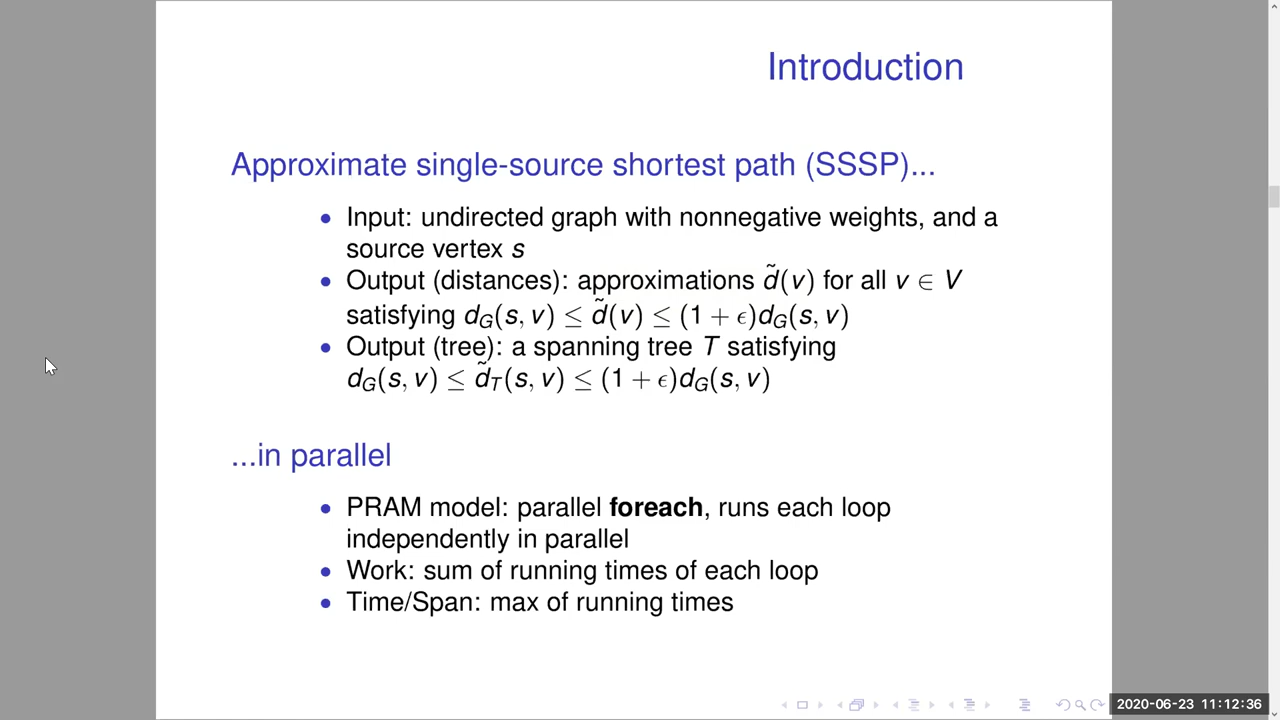 Introduction
Approximate single-source shortest path (SSSP)...
• Input: undirected graph with nonnegative weights, and a
source vertex s
• Output (distances): approximations d̃(v) for all v ∈ V
satisfying d_G(s, v) ≤ d̃(v) ≤ (1 + ϵ)d_G(s, v)
• Output (tree): a spanning tree T satisfying
d_G(s, v) ≤ d̃_T(s, v) ≤ (1 + ϵ)d_G(s, v)
...in parallel
• PRAM model: parallel foreach, runs each loop
independently in parallel
• Work: sum of running times of each loop
• Time/Span: max of running times
2020-06-23 11:12:36